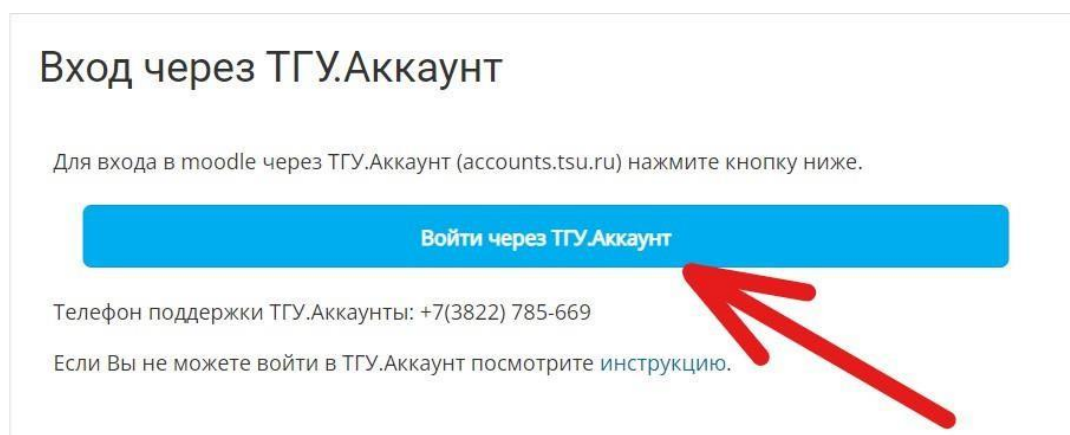 Вход через ТГУ.Аккаунт
Для входа в moodle через ТГУ.Аккаунт (accounts.tsu.ru) нажмите кнопку ниже.
Войти через ТГУ.Аккаунт
Телефон поддержки ТГУ.Аккаунты: +7(3822) 785-669
Если Вы не можете войти в ТГУ.Аккаунт посмотрите инструкцию.